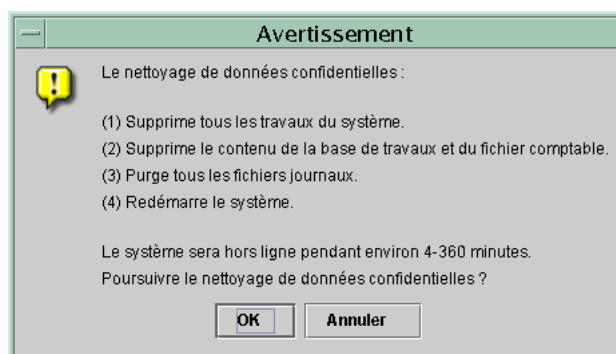 Avertissement
Le nettoyage de données confidentielles :
(1) Supprime tous les travaux du système.
(2) Supprime le contenu de la base de travaux et du fichier comptable.
(3) Purge tous les fichiers journaux.
(4) Redémarre le système.
Le système sera hors ligne pendant environ 4-360 minutes.
Poursuivre le nettoyage de données confidentielles ?
OK Annuler